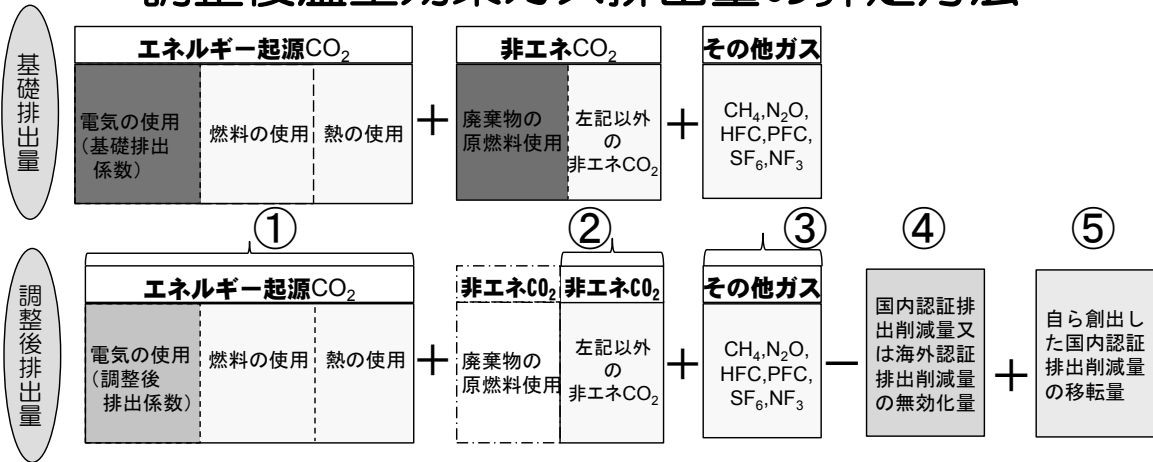 基礎排出量
エネルギー起源CO₂
電気の使用
(基礎排出
係数)
燃料の使用
熱の使用
+
非エネCO₂
廃棄物の
原燃料使用
左記以外
の
非エネCO₂
+
その他ガス
CH₄,N₂O,
HFC,PFC,
SF₆,NF₃
①
②
③
④
⑤
調整後排出量
エネルギー起源CO₂
電気の使用
(調整後
排出係数)
燃料の使用
熱の使用
+
非エネCO₂
廃棄物の
原燃料使用
非エネCO₂
左記以外
の
非エネCO₂
+
その他ガス
CH₄,N₂O,
HFC,PFC,
SF₆,NF₃
－
国内認証排
出削減量又
は海外認証
排出削減量
の無効化量
+
自ら創出し
た国内認証
排出削減量
の移転量